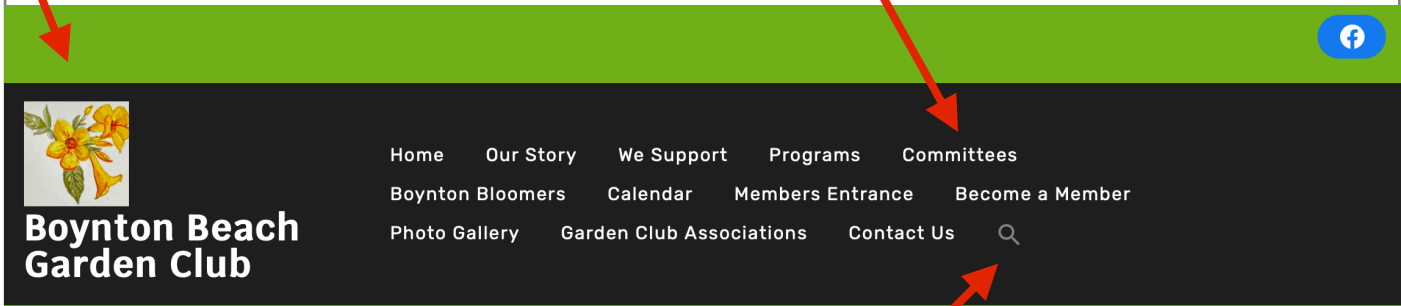 Boynton Beach
Garden Club
Home Our Story We Support Programs Committees
Boynton Bloomers Calendar Members Entrance Become a Member
Photo Gallery Garden Club Associations Contact Us